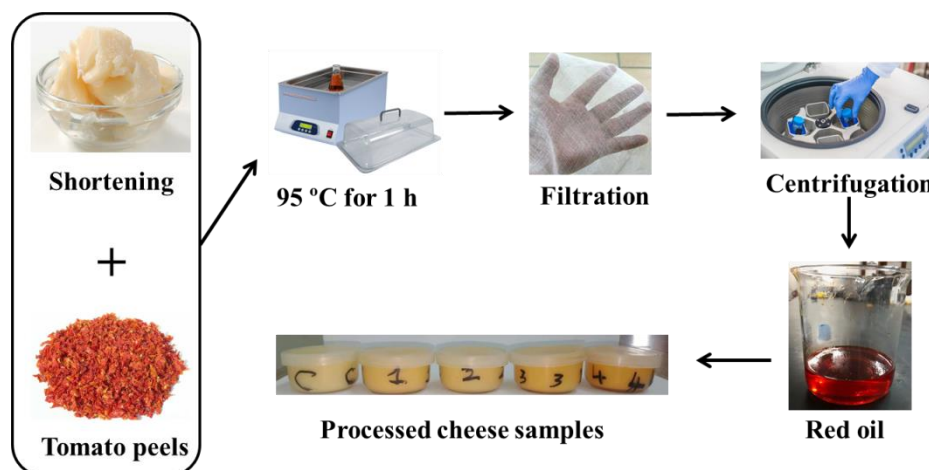 Shortening
+
Tomato peels
95 ºC for 1 h
Filtration
Centrifugation
Red oil
Processed cheese samples
C C 1 2 3 3 4 4